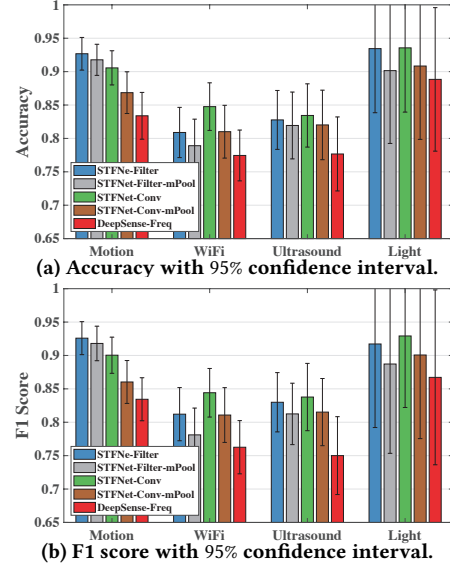 1
0.95
0.9
0.85
0.8
0.75
0.7
0.65
Accuracy
STFNe-Filter
STFNet-Filter-mPool
STFNet-Conv
STFNet-Conv-mPool
DeepSense-Freq
Motion WiFi Ultrasound Light
(a) Accuracy with 95% confidence interval.
1
0.95
0.9
0.85
0.8
0.75
0.7
0.65
F1 Score
STFNe-Filter
STFNet-Filter-mPool
STFNet-Conv
STFNet-Conv-mPool
DeepSense-Freq
Motion WiFi Ultrasound Light
(b) F1 score with 95% confidence interval.